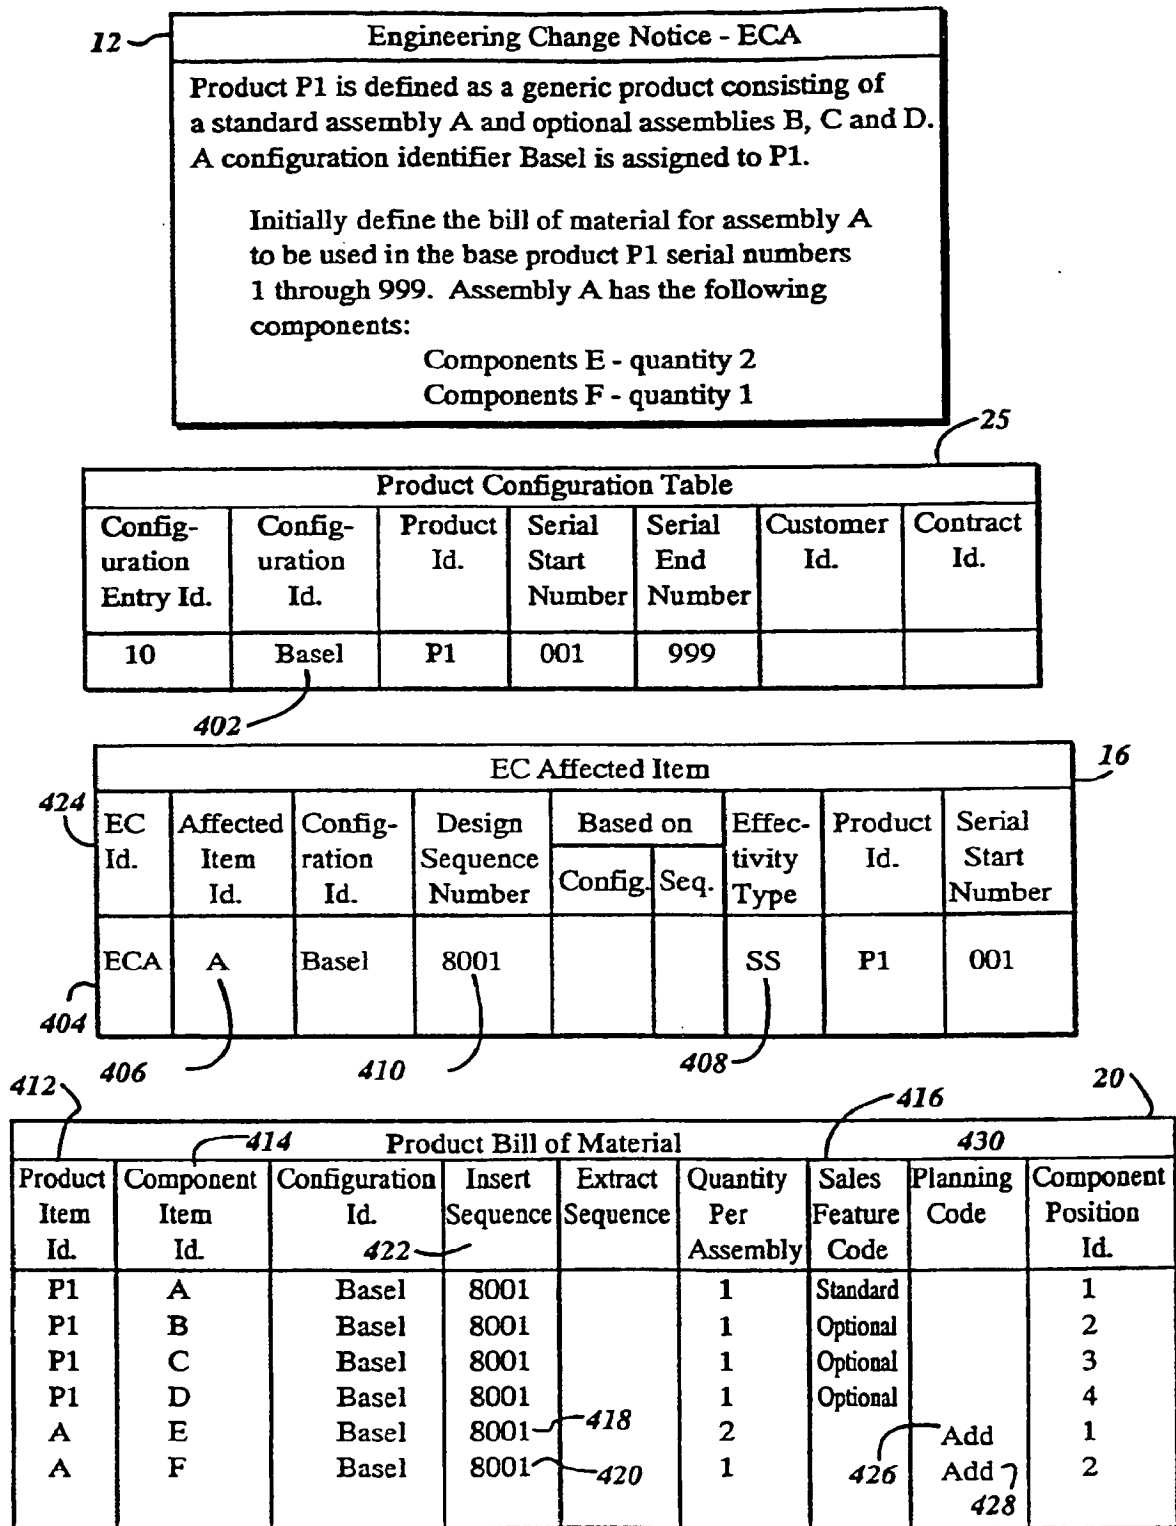 12
Engineering Change Notice - ECA
Product P1 is defined as a generic product consisting of
a standard assembly A and optional assemblies B, C and D.
A configuration identifier Basel is assigned to P1.
Initially define the bill of material for assembly A
to be used in the base product P1 serial numbers
1 through 999. Assembly A has the following
components:
Components E - quantity 2
Components F - quantity 1
25
Product Configuration Table
Config-uration Entry Id. Config-uration Id. Product Id. Serial Start Number Serial End Number Customer Id. Contract Id.
10 Basel P1 001 999
402
EC Affected Item
16
424
EC Id. Affected Item Id. Config-ration Id. Design Sequence Number Based on Config. Seq. Effec-tivity Type Product Id. Serial Start Number
ECA A Basel 8001 SS P1 001
404
406 410 408
412 416 20
414 Product Bill of Material 430
Product Item Id. Component Item Id. Configuration Id. Insert Sequence Extract Sequence Quantity Per Assembly Sales Feature Code Planning Code Component Position Id.
422
P1 A Basel 8001 1 Standard 1
P1 B Basel 8001 1 Optional 2
P1 C Basel 8001 1 Optional 3
P1 D Basel 8001 1 Optional 4
A E Basel 8001 418 2 Add 1
A F Basel 8001 420 1 426 Add 2
428